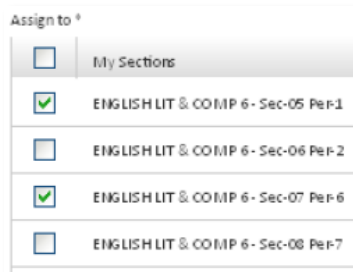 Assign to *
My Sections
ENGLISH LIT & COMP 6 - Sec-05 Per-1
ENGLISH LIT & COMP 6 - Sec-06 Per-2
ENGLISH LIT & COMP 6 - Sec-07 Per-6
ENGLISH LIT & COMP 6 - Sec-08 Per-7